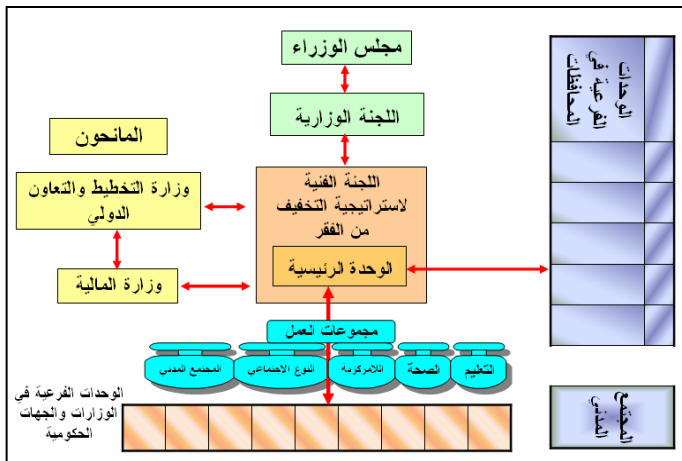 مجلس الوزراء
اللجنة الوزارية
المانحون
وزارة التخطيط والتعاون
الدولي
وزارة المالية
اللجنة الفنية
لاستراتيجية التخفيف
من الفقر
الوحدة الرئيسية
الوحدات
الفرعية في
المحافظات
مجموعات العمل
التعليم
الصحة
اللامركزية
النوع الاجتماعي
المجتمع المدني
الوحدات الفرعية في
الوزارات والجهات
الحكومية
المجتمع
المدني